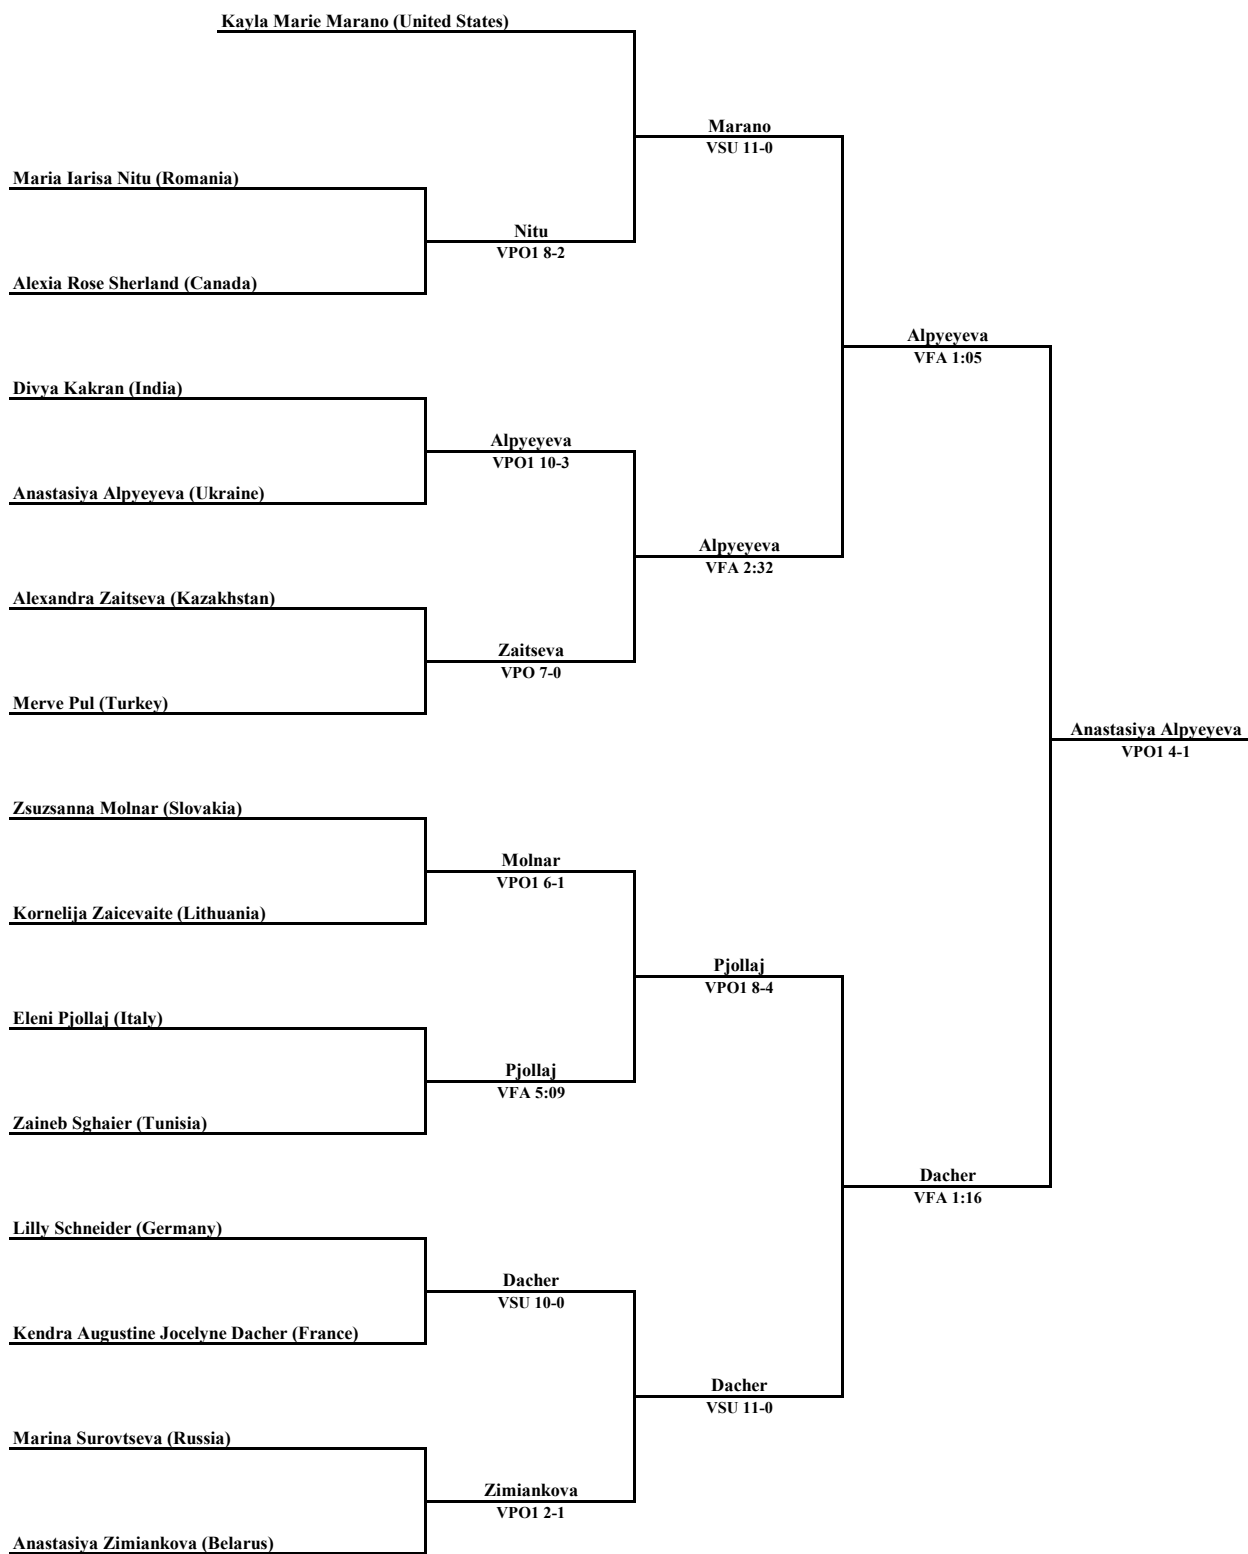 Kayla Marie Marano (United States)
Marano
VSU 11-0
Maria Iarisa Nitu (Romania)
Nitu
VPO1 8-2
Alexia Rose Sherland (Canada)
Alpyeyeva
VFA 1:05
Divya Kakran (India)
Alpyeyeva
VPO1 10-3
Anastasiya Alpyeyeva (Ukraine)
Alpyeyeva
VFA 2:32
Alexandra Zaitseva (Kazakhstan)
Zaitseva
VPO 7-0
Merve Pul (Turkey)
Anastasiya Alpyeyeva
VPO1 4-1
Zsuzsanna Molnar (Slovakia)
Molnar
VPO1 6-1
Kornelija Zaicevaite (Lithuania)
Pjollaj
VPO1 8-4
Eleni Pjollaj (Italy)
Pjollaj
VFA 5:09
Zaineb Sghaier (Tunisia)
Dacher
VFA 1:16
Lilly Schneider (Germany)
Dacher
VSU 10-0
Kendra Augustine Jocelyne Dacher (France)
Dacher
VSU 11-0
Marina Surovtseva (Russia)
Zimiankova
VPO1 2-1
Anastasiya Zimiankova (Belarus)